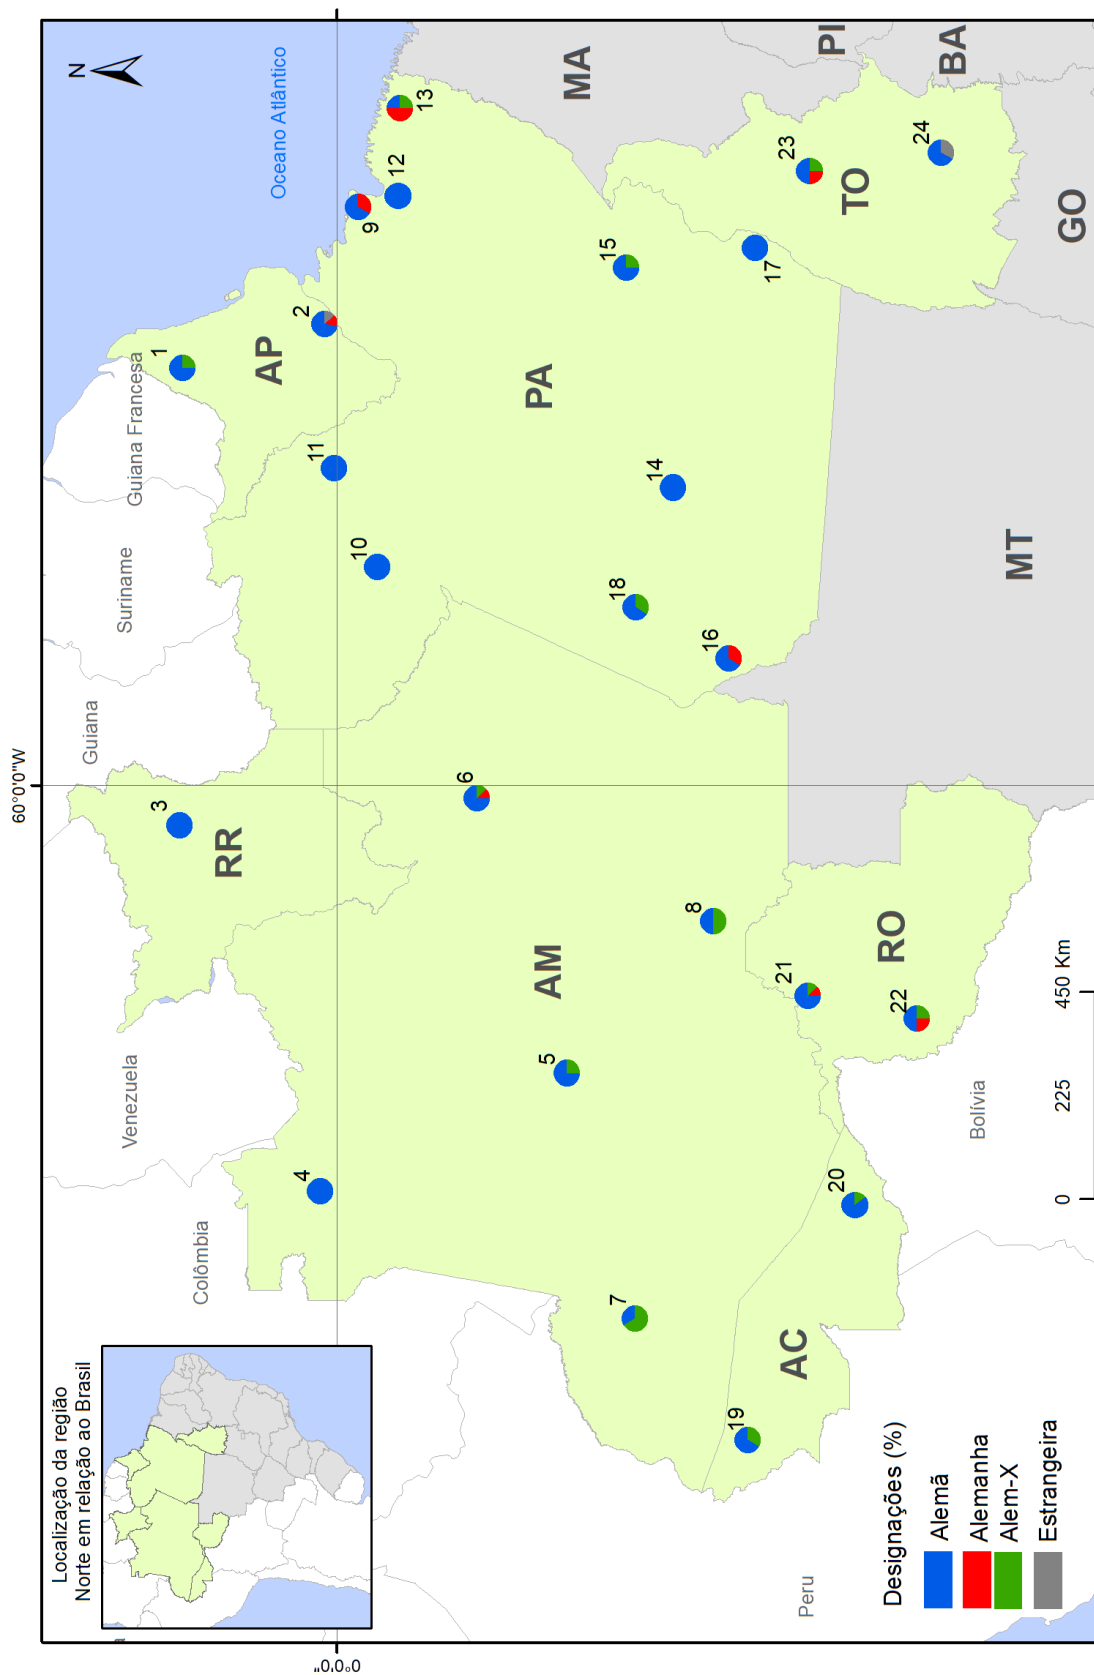 Localização da região
Norte em relação ao Brasil
60°0'0"W
0°0'0"
N
Oceano Atlântico
Guiana Francesa
Suriname
Guiana
Venezuela
Colômbia
Peru
Bolívia
RR
AP
AM
PA
AC
RO
TO
MA
PI
BA
GO
MT
1
2
3
4
5
6
7
8
9
10
11
12
13
14
15
16
17
18
19
20
21
22
23
24
Designações (%)
Alemã
Alemanha
Alem-X
Estrangeira
0 225 450 Km